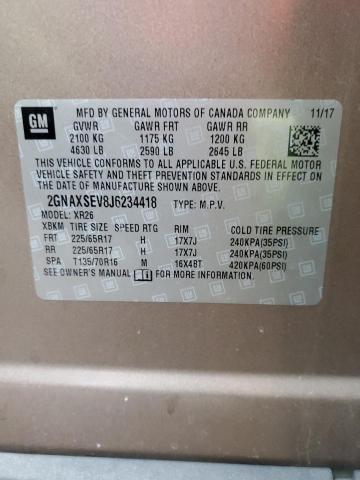 GM
MFD BY GENERAL MOTORS OF CANADA COMPANY 11/17
GVWR GAWR FRT GAWR RR
2100 KG 1175 KG 1200 KG
4630 LB 2590 LB 2645 LB
THIS VEHICLE CONFORMS TO ALL APPLICABLE U.S. FEDERAL MOTOR
VEHICLE SAFETY AND THEFT PREVENTION STANDARDS IN EFFECT ON
THE DATE OF MANUFACTURE SHOWN ABOVE.
2GNAXSEV8J6234418 TYPE: M.P.V.
MODEL: XR26
XBKM TIRE SIZE SPEED RTG RIM COLD TIRE PRESSURE
FRT 225/65R17 H 17X7J 240KPA(35PSI)
RR 225/65R17 H 17X7J 240KPA(35PSI)
SPA T135/70R16 M 16X4BT 420KPA(60PSI)
SEE OWNER'S MANUAL FOR ADDITIONAL INFORMATION.